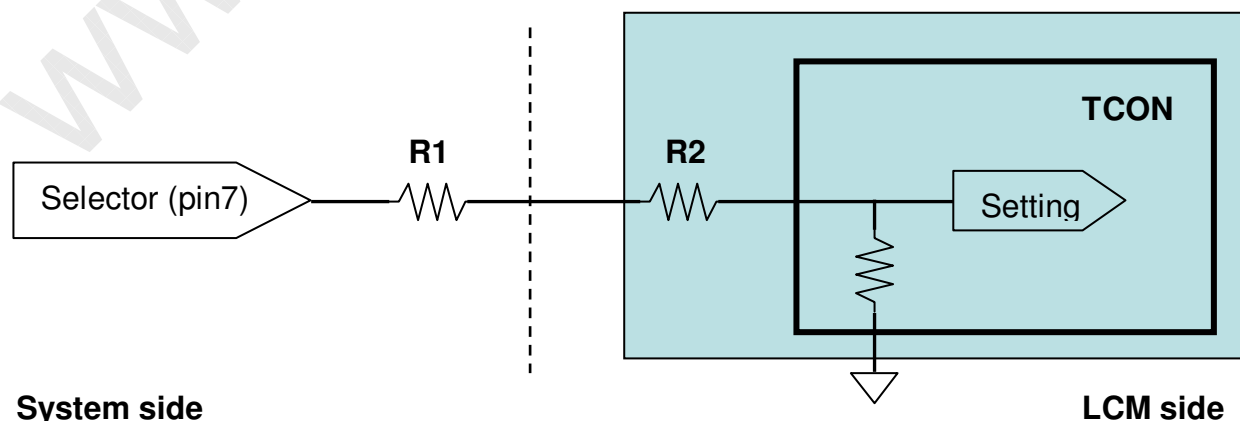 TCON
R1
R2
Selector (pin7)
Setting
System side
LCM side